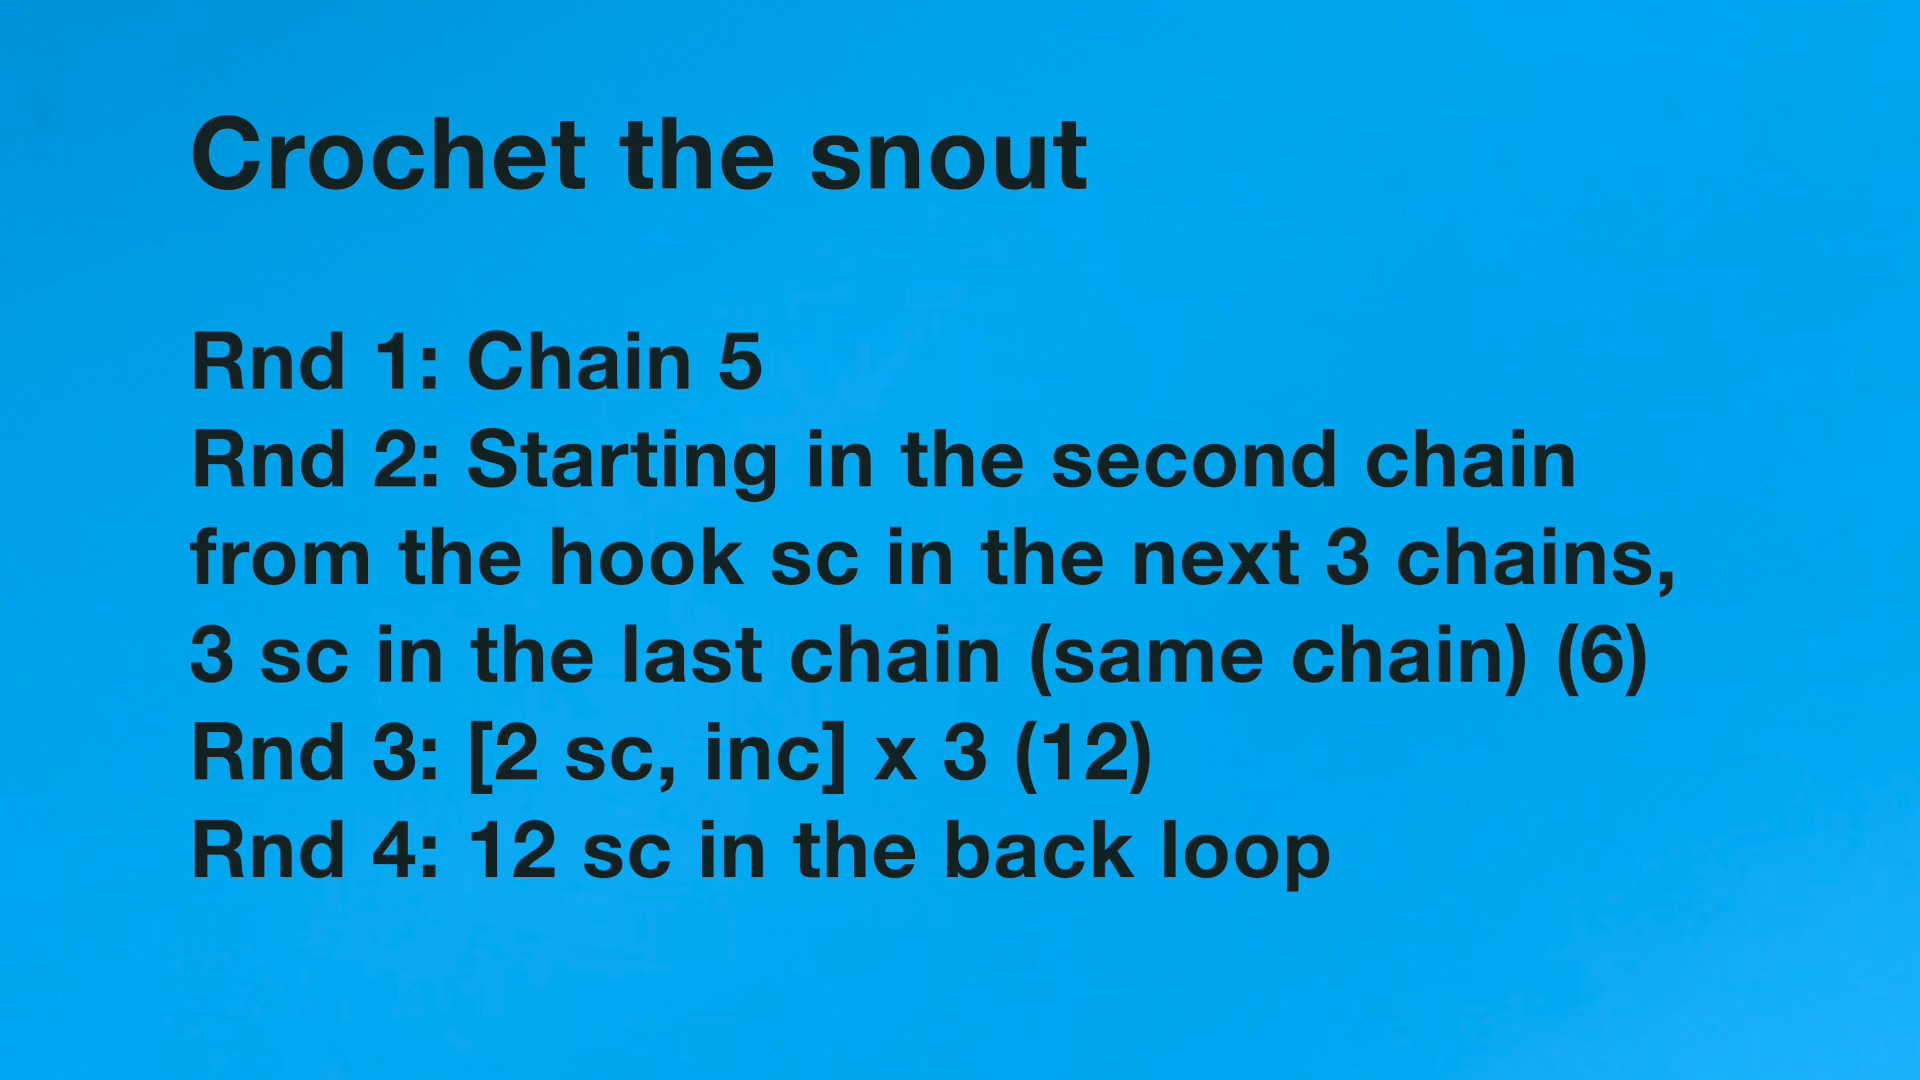 Crochet the snout
Rnd 1: Chain 5
Rnd 2: Starting in the second chain
from the hook sc in the next 3 chains,
3 sc in the last chain (same chain) (6)
Rnd 3: [2 sc, inc] x 3 (12)
Rnd 4: 12 sc in the back loop